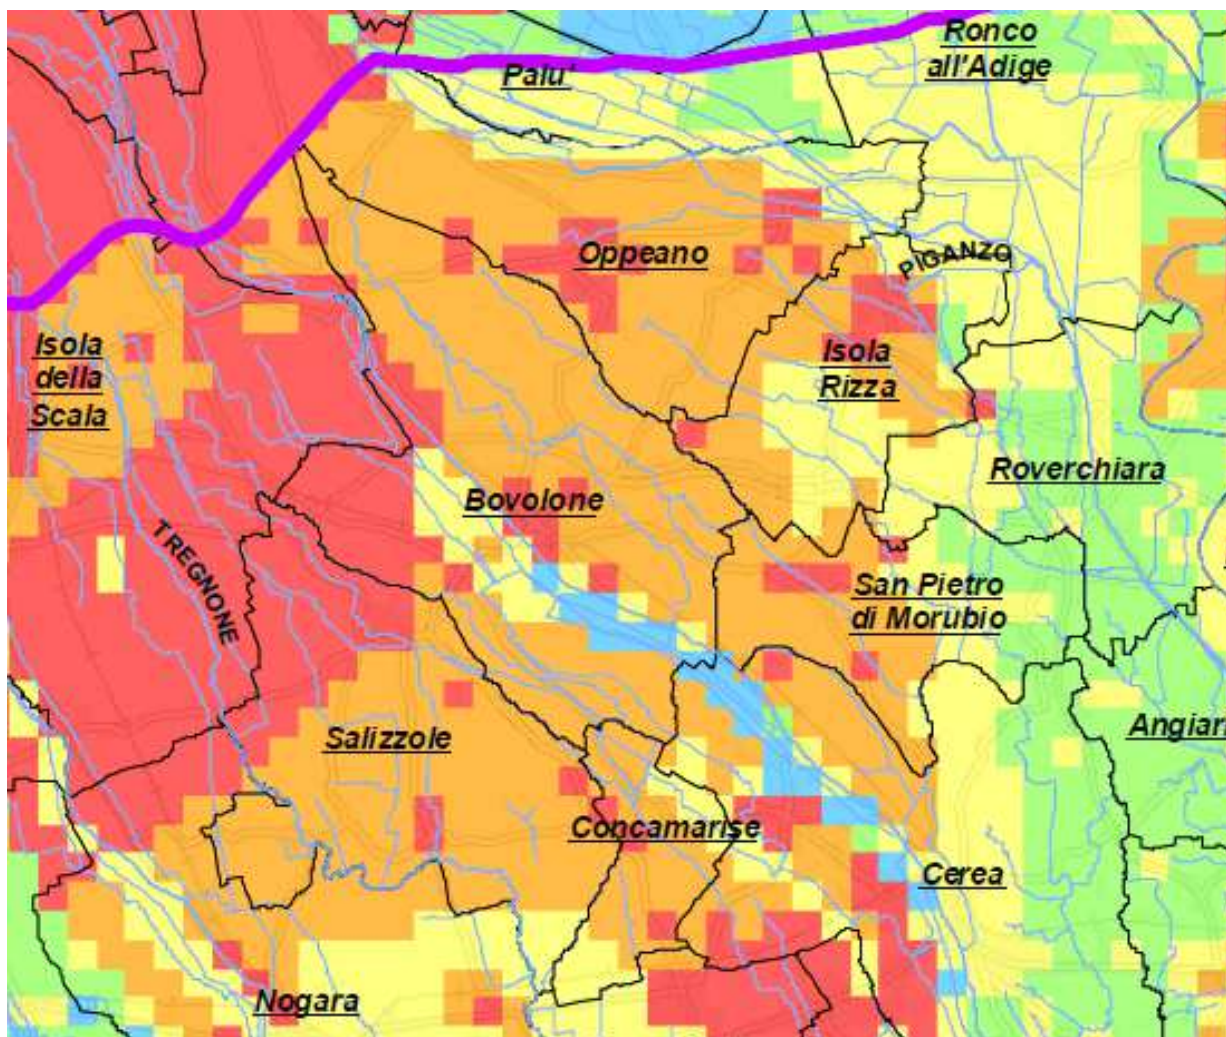 Ronco
all'Adige
Palu'
Oppeano
PIGANZO
Isola
della
Scala
Isola
Rizza
Bovolone
Roverchiara
TREGNONE
San Pietro
di Morubio
Salizzole
Angiari
Concamarise
Cerea
Nogara